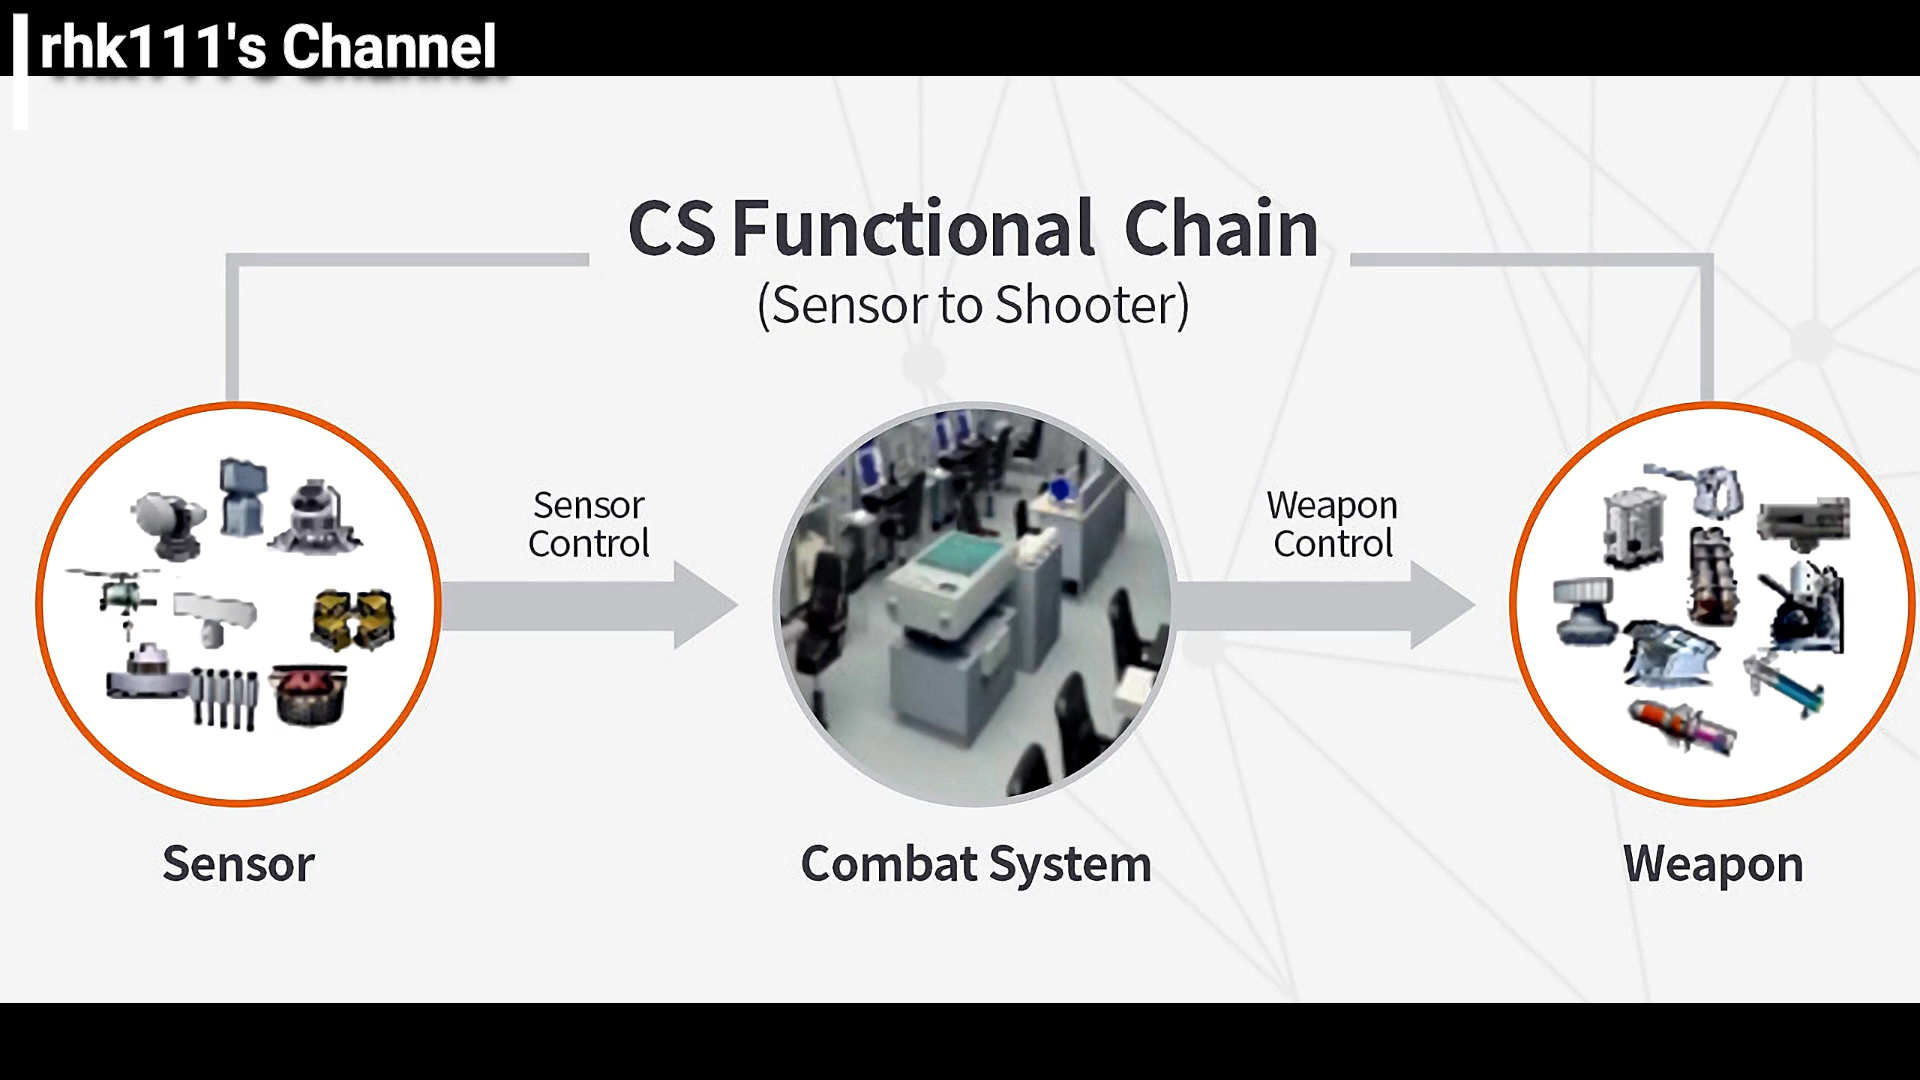 rhk111's Channel
CS Functional Chain
(Sensor to Shooter)
Sensor
Control
Weapon
Control
Sensor
Combat System
Weapon